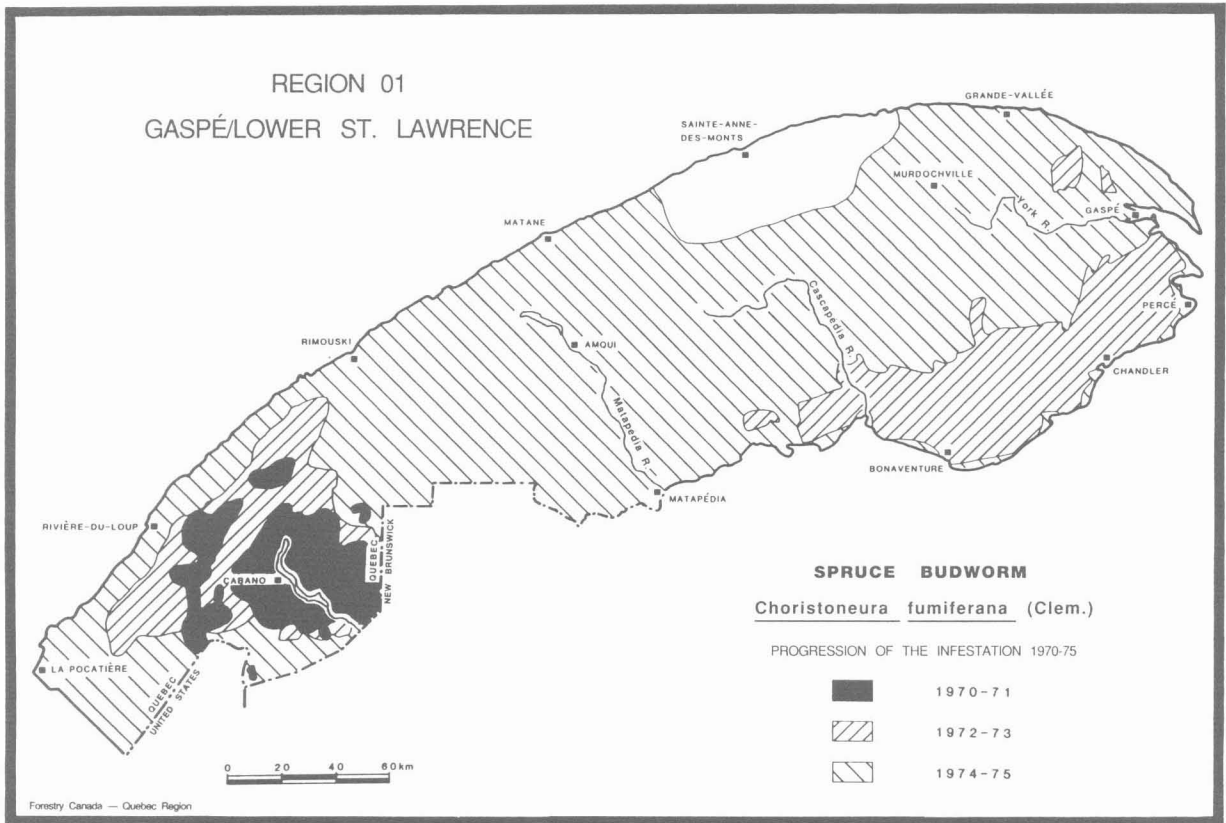 REGION 01
GASPÉ/LOWER ST. LAWRENCE
GRANDE-VALLÉE
SAINTE-ANNE-
DES-MONTS
MURDOCHVILLE
York R.
GASPÉ
MATANE
PERCÉ
Cascapédia R.
RIMOUSKI
AMQUI
CHANDLER
Matapédia R.
BONAVENTURE
MATAPÉDIA
RIVIÈRE-DU-LOUP
QUEBEC
NEW BRUNSWICK
CABANO
LA POCATIÈRE
QUEBEC
UNITED STATES
SPRUCE BUDWORM
Choristoneura fumiferana (Clem.)
PROGRESSION OF THE INFESTATION 1970-75
1970-71
1972-73
1974-75
0 20 40 60 km
Forestry Canada — Quebec Region